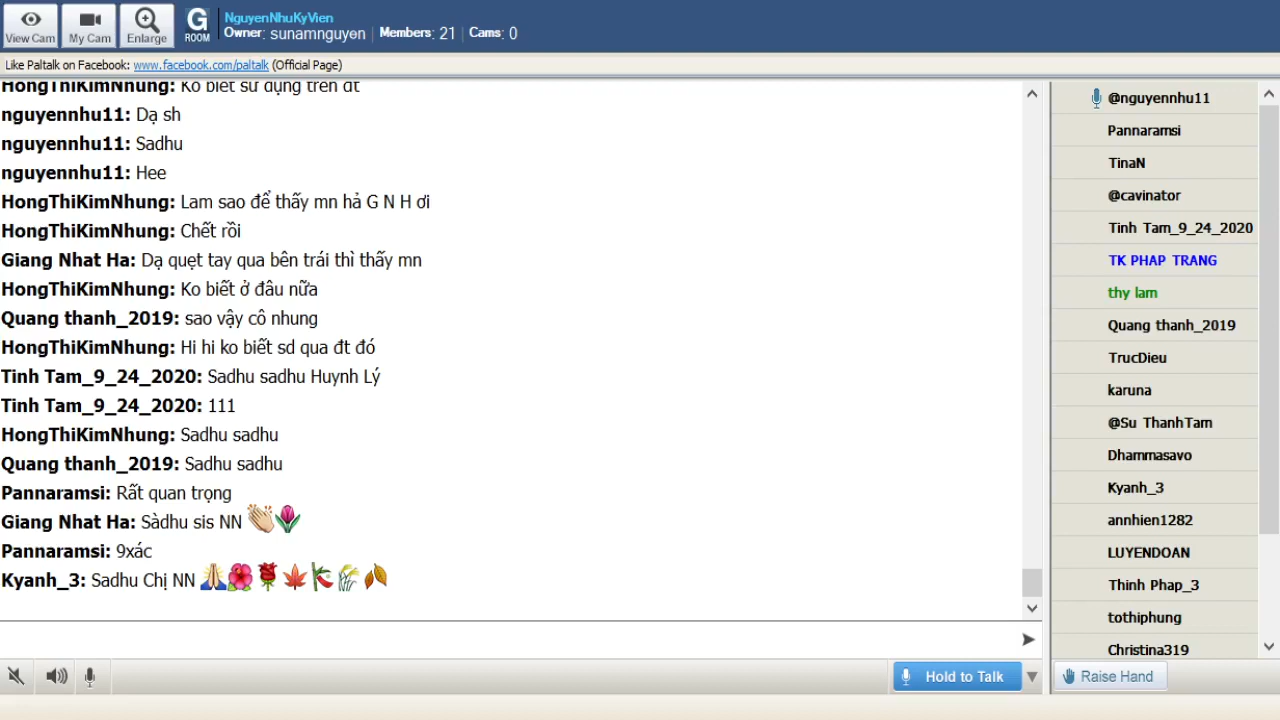 View Cam
My Cam
Enlarge
G
ROOM
NguyenNhuKyVien
Owner: sunamnguyen | Members: 21 | Cams: 0
Like Paltalk on Facebook: www.facebook.com/paltalk (Official Page)
HongThiKimNhung: Ko biết sử dụng trên đt
nguyennhu11: Dạ sh
nguyennhu11: Sadhu
nguyennhu11: Hee
HongThiKimNhung: Lam sao để thấy mn hả G N H ơi
HongThiKimNhung: Chết rồi
Giang Nhat Ha: Dạ quẹt tay qua bên trái thì thấy mn
HongThiKimNhung: Ko biết ở đâu nữa
Quang thanh_2019: sao vậy cô nhung
HongThiKimNhung: Hi hi ko biết sd qua đt đó
Tinh Tam_9_24_2020: Sadhu sadhu Huynh Lý
Tinh Tam_9_24_2020: 111
HongThiKimNhung: Sadhu sadhu
Quang thanh_2019: Sadhu sadhu
Pannaramsi: Rất quan trọng
Giang Nhat Ha: Sàdhu sis NN
Pannaramsi: 9xác
Kyanh_3: Sadhu Chị NN
@nguyennhu11
Pannaramsi
TinaN
@cavinator
Tinh Tam_9_24_2020
TK PHAP TRANG
thy lam
Quang thanh_2019
TrucDieu
karuna
@Su ThanhTam
Dhammasavo
Kyanh_3
annhien1282
LUYENDOAN
Thinh Phap_3
tothiphung
Christina319
Hold to Talk
Raise Hand